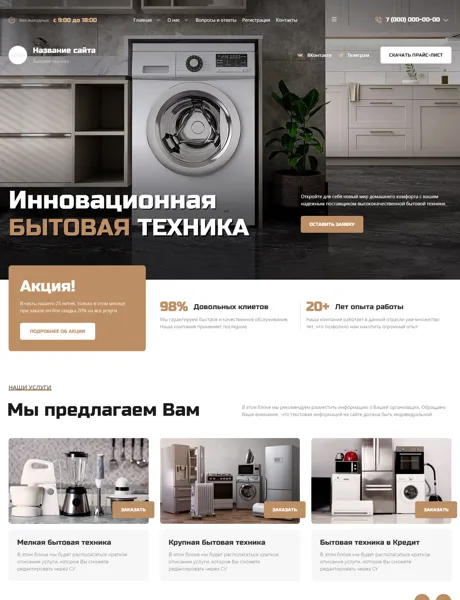 Без выходных с 9:00 до 18:00
Главная О нас Вопросы и ответы Регистрация Контакты
7 (000) 000-00-00
Название сайта
Бытовая техника
ВКонтакте Телеграм
СКАЧАТЬ ПРАЙС-ЛИСТ
Инновационная
БЫТОВАЯ ТЕХНИКА
Откройте для себя новый мир домашнего комфорта с вашим
надежным поставщиком высококачественной бытовой техники.
ОСТАВИТЬ ЗАЯВКУ
Акция!
В честь нашего 25 летия, только в этом месяце
при заказе on-line скидка 20% на все услуги
ПОДРОБНЕЕ ОБ АКЦИИ
98% Довольных клиетов
Мы гарантируем быстрое и качественное обслуживание.
Наша компания применяет последние
20+ Лет опыта работы
Наша компания работает в данной отрасли уже множество
лет, что позволило нам накопить огромный опыт
НАШИ УСЛУГИ
Мы предлагаем Вам
В этом блоке мы рекомендуем разместить информацию о Вашей организации. Обращаем
Ваше внимание, что текстовая информация на сайте должна быть индивидуальной
ЗАКАЗАТЬ
ЗАКАЗАТЬ
ЗАКАЗАТЬ
Мелкая бытовая техника
В этом блоке мы будет располагаться краткое
описание услуги, которое Вы сможете
редактировать через СУ
Крупная бытовая техника
В этом блоке мы будет располагаться краткое
описание услуги, которое Вы сможете
редактировать через СУ
Бытовая техника в Кредит
В этом блоке мы будет располагаться краткое
описание услуги, которое Вы сможете
редактировать через СУ